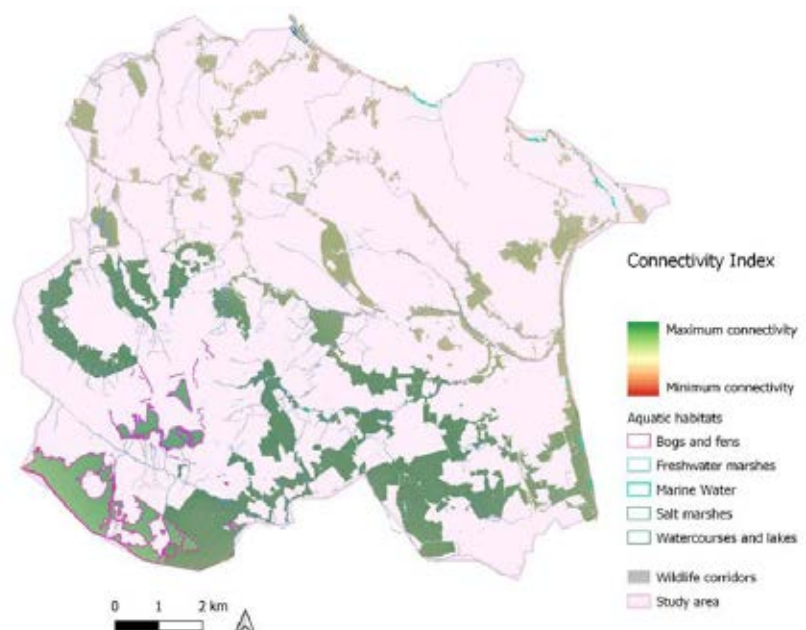 Connectivity Index
Maximum connectivity
Minimum connectivity
Aquatic habitats
Bogs and fens
Freshwater marshes
Marine Water
Salt marshes
Watercourses and lakes
Wildlife corridors
Study area
0 1 2 km